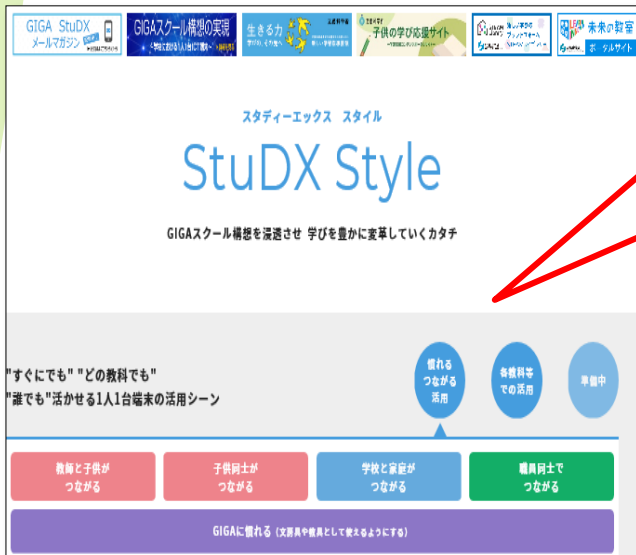 GIGA StuDX
メールマガジン
GIGAスクール構想の実現
生きる力
子供の学び応援サイト
未来の教室
ポータルサイト
スタディーエックス スタイル
StuDX Style
GIGAスクール構想を浸透させ 学びを豊かに変革していくカタチ
"すぐにでも" "どの教科でも"
"誰でも"活かせる1人1台端末の活用シーン
慣れる
つながる
活用
各教科等
での活用
準備中
教師と子供が
つながる
子供同士が
つながる
学校と家庭が
つながる
職員同士で
つながる
GIGAに慣れる（文房具や教具として使えるようにする）